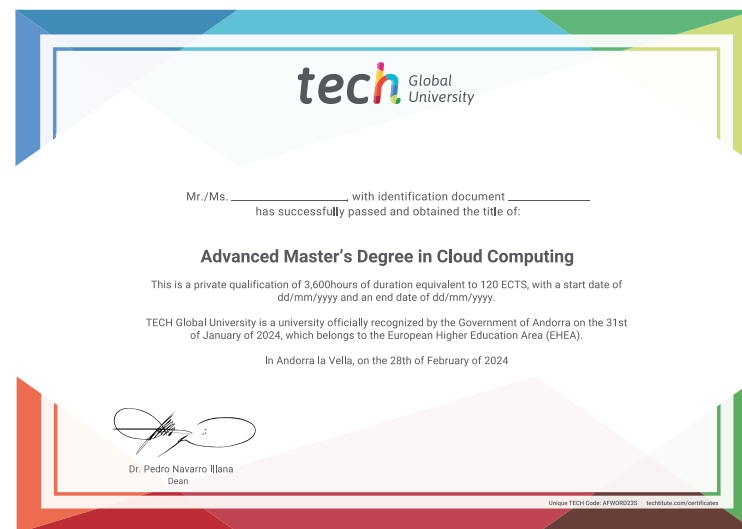 tech Global
University
Mr./Ms. ____________________, with identification document ______________
has successfully passed and obtained the title of:
Advanced Master's Degree in Cloud Computing
This is a private qualification of 3,600hours of duration equivalent to 120 ECTS, with a start date of
dd/mm/yyyy and an end date of dd/mm/yyyy.
TECH Global University is a university officially recognized by the Government of Andorra on the 31st
of January of 2024, which belongs to the European Higher Education Area (EHEA).
In Andorra la Vella, on the 28th of February of 2024
Dr. Pedro Navarro Illana
Dean
Unique TECH Code: AFWORD23S techtitute.com/certificates